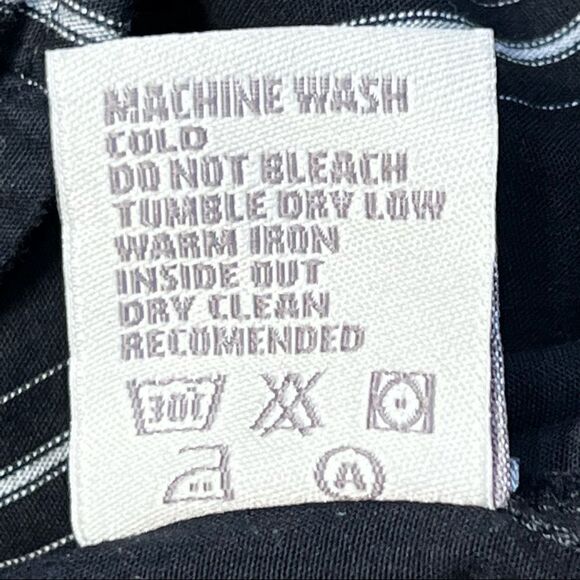 MACHINE WASH
COLD
DO NOT BLEACH
TUMBLE DRY LOW
WARM IRON
INSIDE OUT
DRY CLEAN
RECOMENDED
30°
A